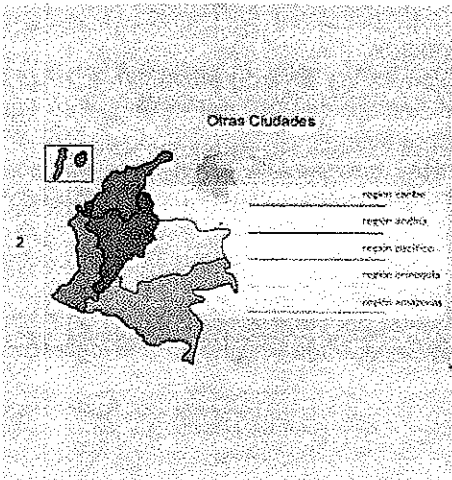 Otras Ciudades
región caribe
región andina
2
región pacífico
región orinoquía
región amazonas